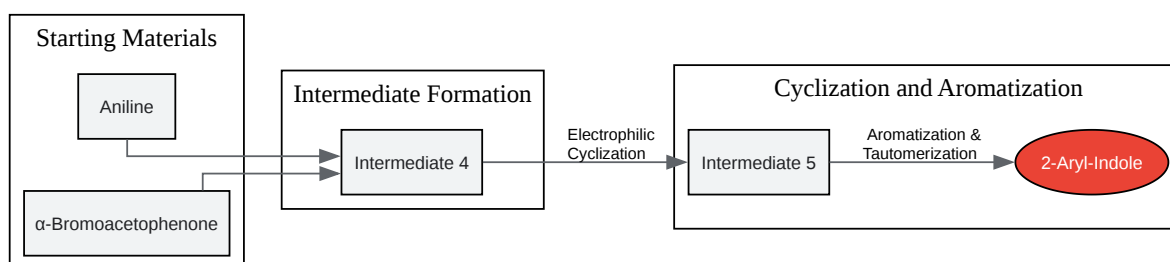 Starting Materials
Aniline
α-Bromoacetophenone
Intermediate Formation
Intermediate 4
Electrophilic
Cyclization
Cyclization and Aromatization
Intermediate 5
Aromatization &
Tautomerization
2-Aryl-Indole